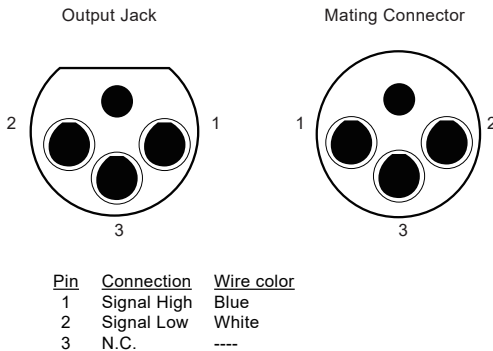 Output Jack Mating Connector
2 1 1 2
3 3
Pin Connection Wire color
1 Signal High Blue
2 Signal Low White
3 N.C. ----